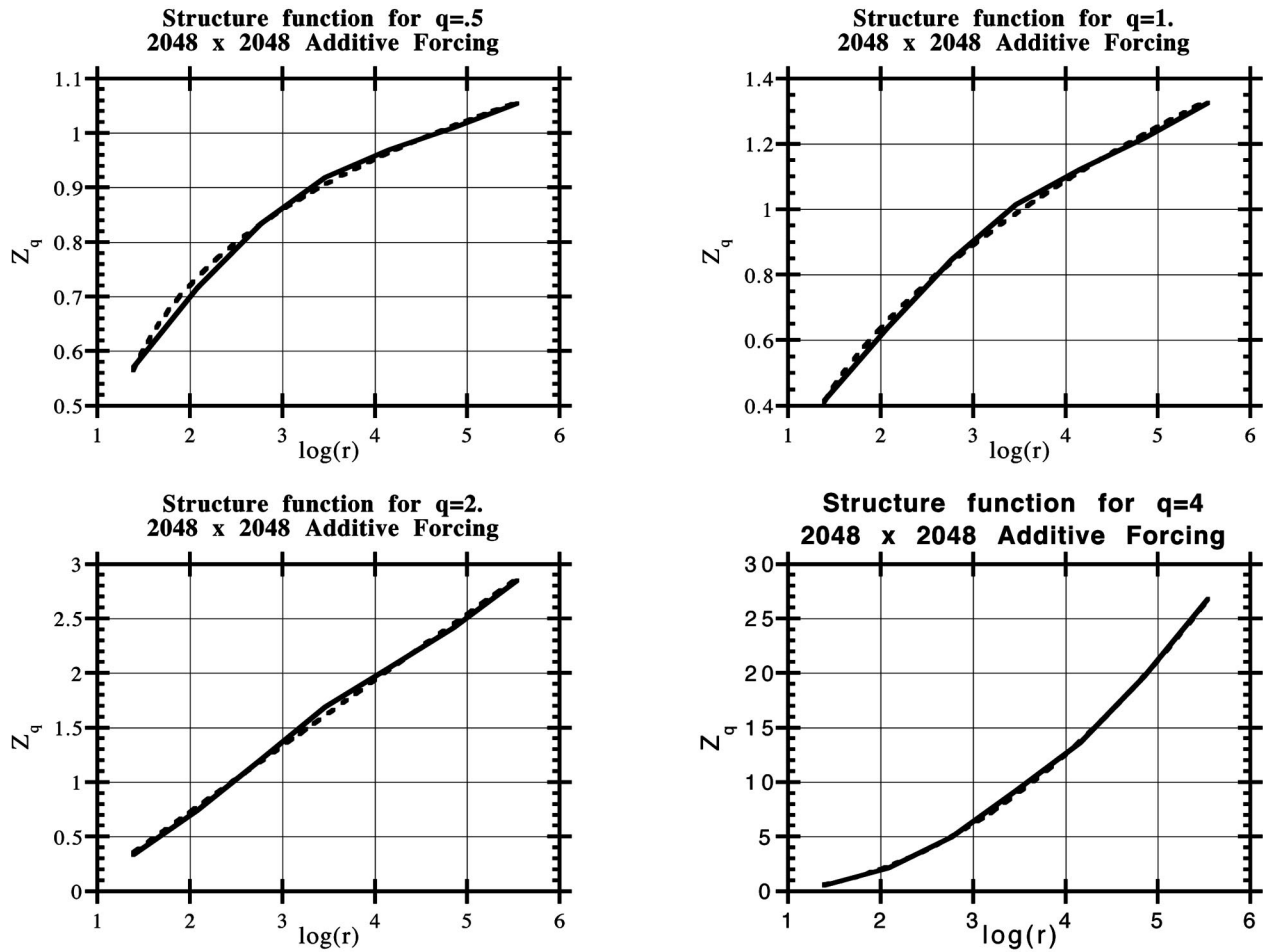 Structure function for q=.5
2048 x 2048 Additive Forcing
1.1
1
0.9
0.8
0.7
0.6
0.5
Zq
1 2 3 4 5 6
log(r)
Structure function for q=1.
2048 x 2048 Additive Forcing
1.4
1.2
1
0.8
0.6
0.4
Zq
1 2 3 4 5 6
log(r)
Structure function for q=2.
2048 x 2048 Additive Forcing
3
2.5
2
1.5
1
0.5
0
Zq
1 2 3 4 5 6
log(r)
Structure function for q=4
2048 x 2048 Additive Forcing
30
25
20
15
10
5
0
Zq
1 2 3 4 5 6
log(r)